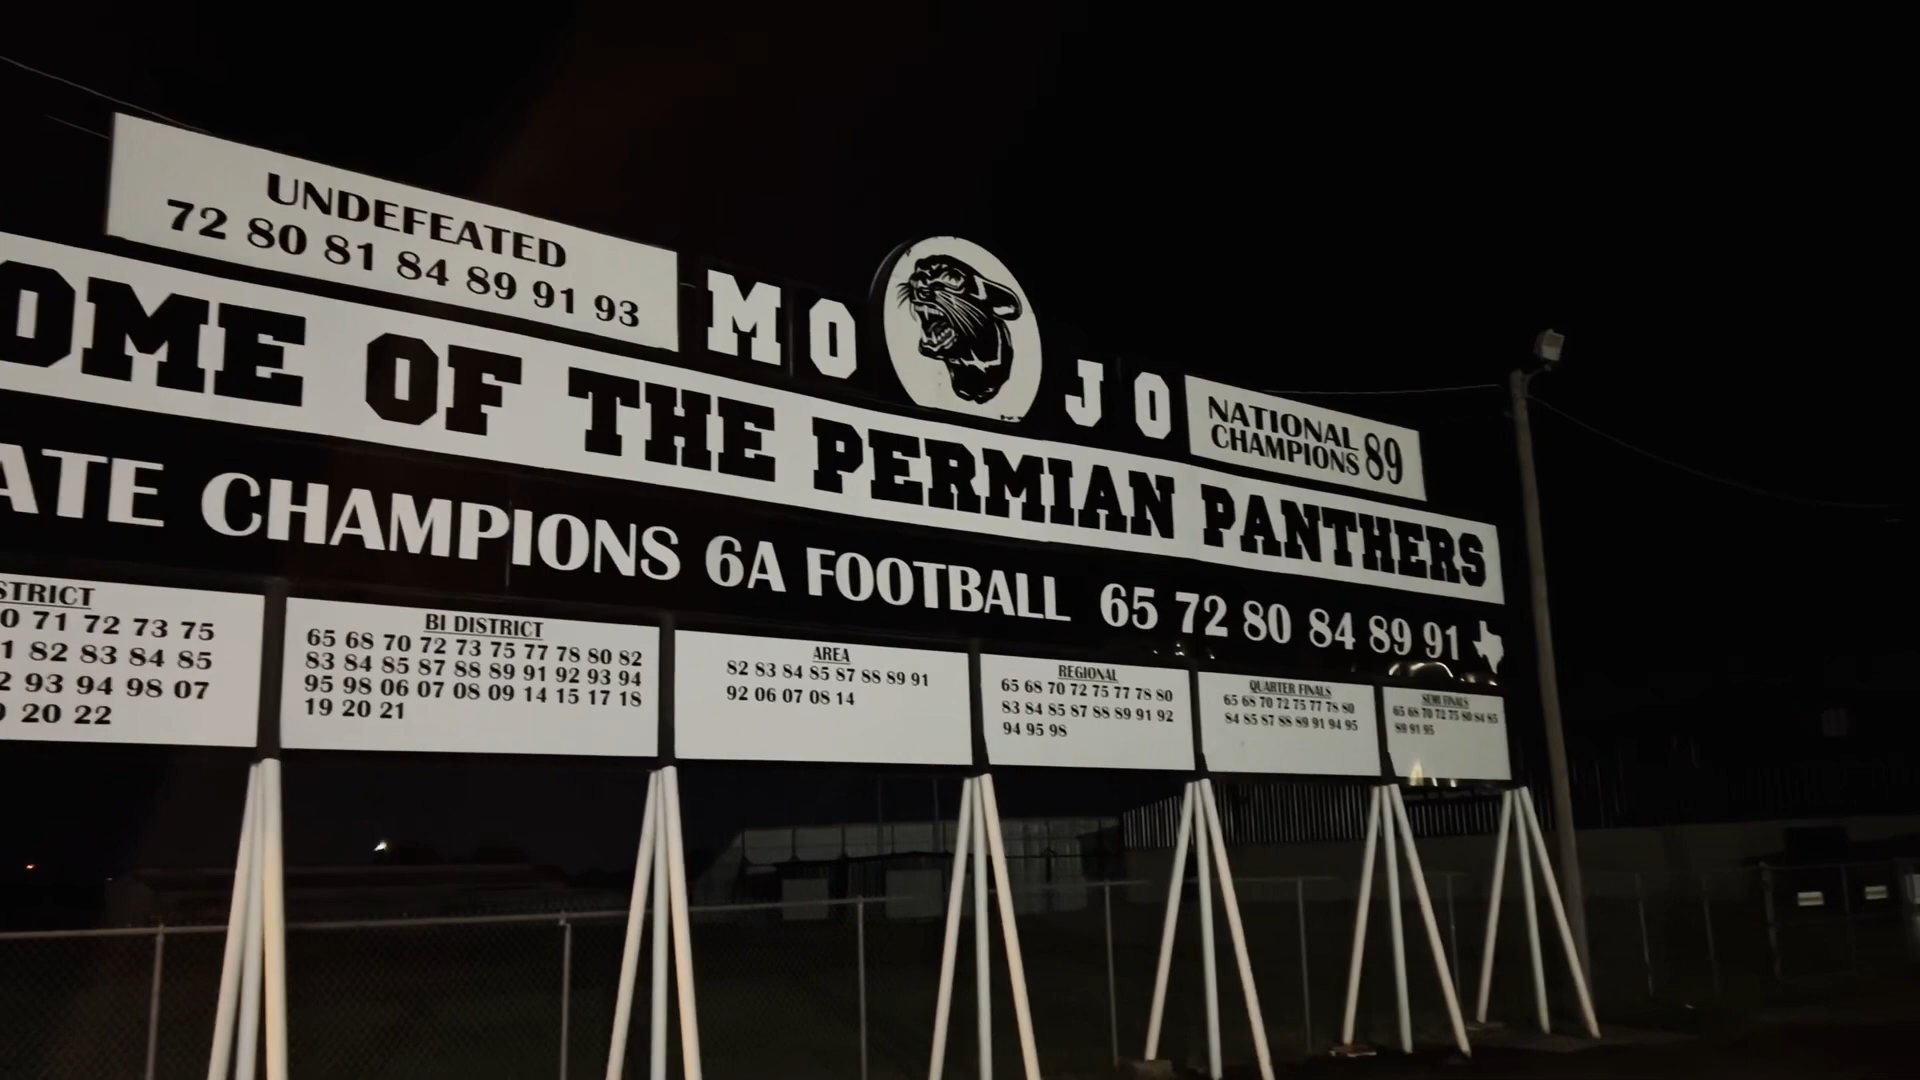 UNDEFEATED
72 80 81 84 89 91 93
MO JO
NATIONAL
CHAMPIONS 89
OME OF THE PERMIAN PANTHERS
ATE CHAMPIONS 6A FOOTBALL 65 72 80 84 89 91
STRICT
0 71 72 73 75
1 82 83 84 85
2 93 94 98 07
20 22
BI DISTRICT
65 68 70 72 73 75 77 78 80 82
83 84 85 87 88 89 91 92 93 94
95 98 06 07 08 09 14 15 17 18
19 20 21
AREA
82 83 84 85 87 88 89 91
92 06 07 08 14
REGIONAL
65 68 70 72 75 77 78 80
83 84 85 87 88 89 91 92
94 95 98
QUARTER FINALS
65 68 70 72 75 77 78 80
84 85 87 88 89 91 94 95
SEMI FINALS
65 68 70 72 75 80 84 85
89 91 95